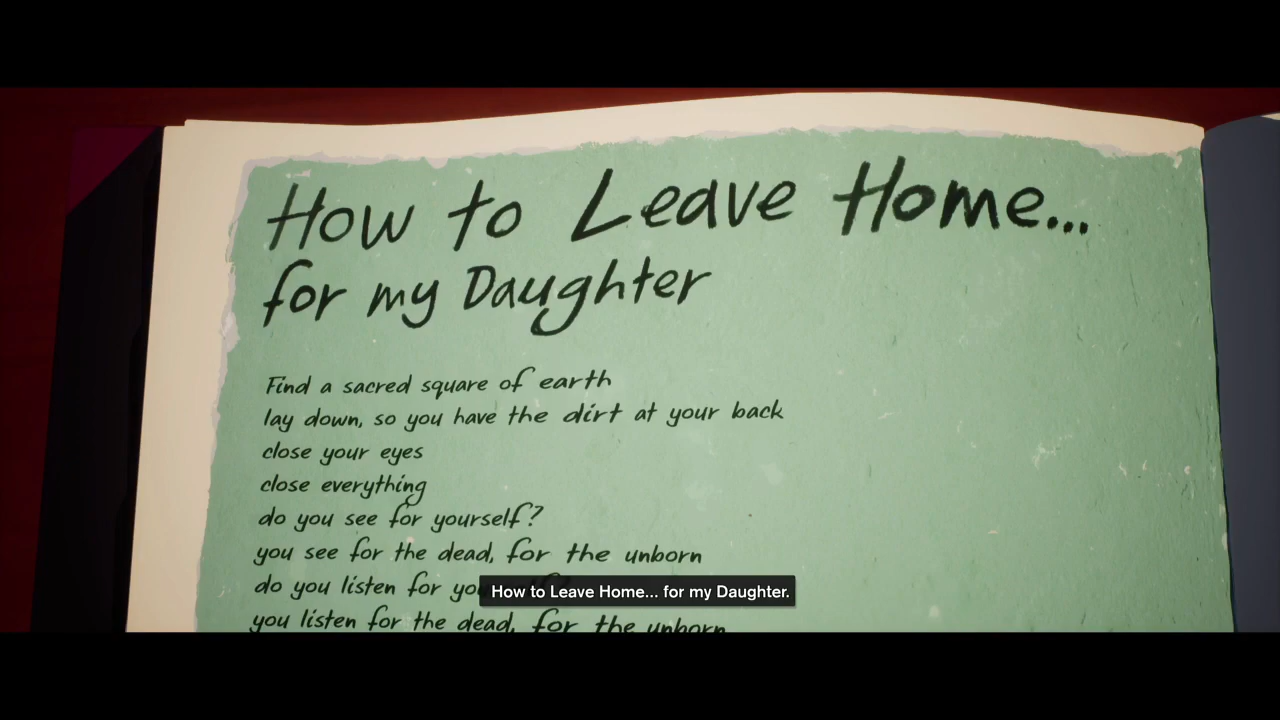 How to Leave Home...
for my Daughter
Find a sacred square of earth
lay down, so you have the dirt at your back
close your eyes
close everything
do you see for yourself?
you see for the dead, for the unborn
do you listen for
you listen for the dead, for the unborn
How to Leave Home... for my Daughter.